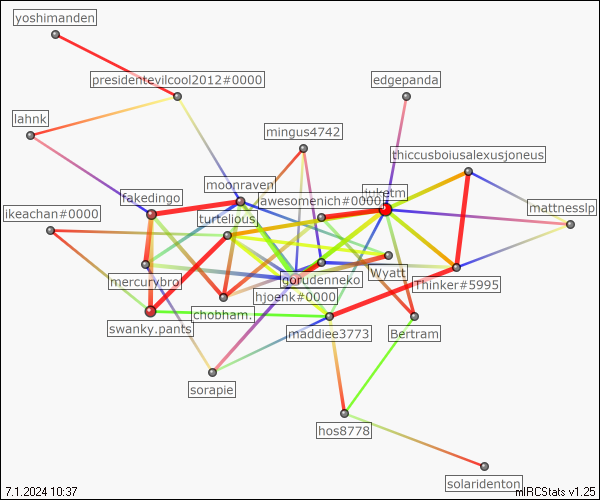 yoshimanden
presidentevilcool2012#0000
edgepanda
lahnk
mingus4742
thiccusboiusalexusjoneus
moonraven
fakedingo
awesomenich#0000
luketm
ikeachan#0000
turtelious
mattnesslp
mercurybro
gorudenneko
Wyatt
Thinker#5995
hjoenk#0000
chobham.
swanky.pants
maddiee3773
Bertram
sorapie
hos8778
solaridenton
7.1.2024 10:37
mIRCStats v1.25